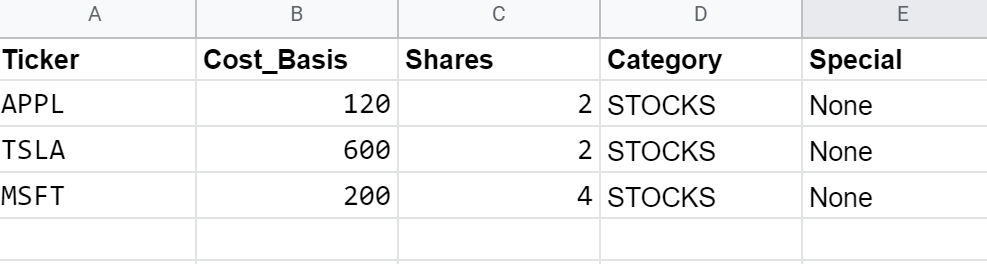 A B C D E
Ticker Cost_Basis Shares Category Special
APPL 120 2 STOCKS None
TSLA 600 2 STOCKS None
MSFT 200 4 STOCKS None